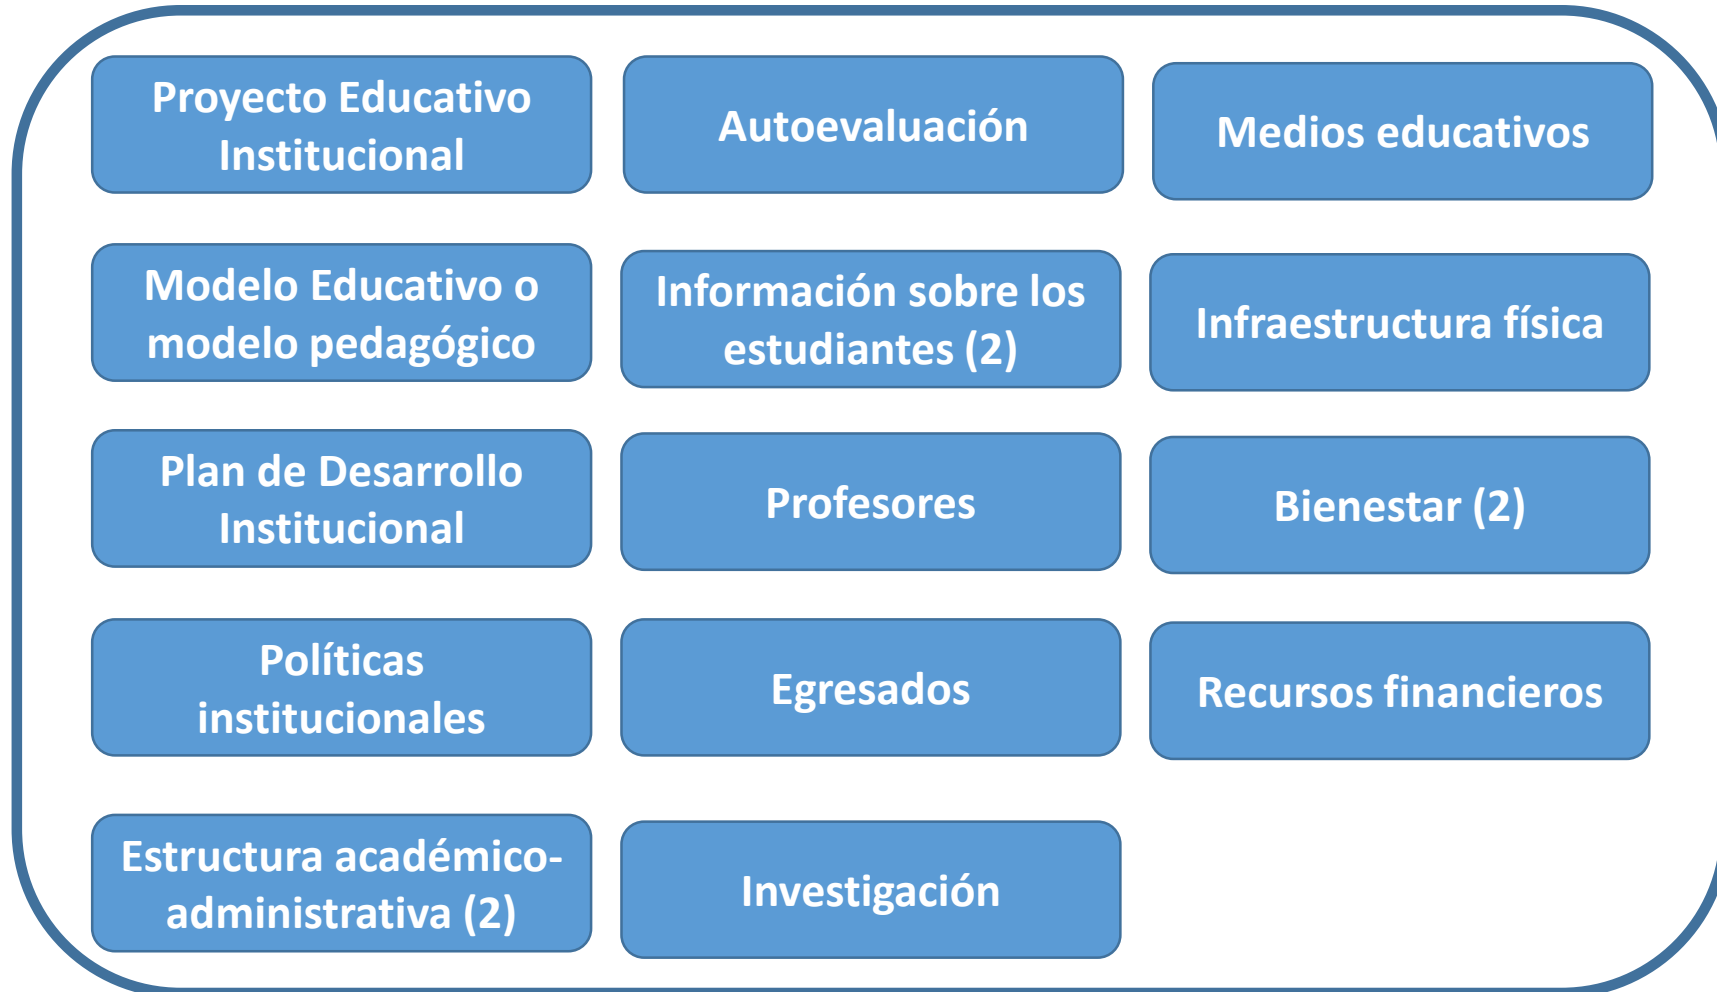 Proyecto Educativo
Institucional
Autoevaluación
Medios educativos
Modelo Educativo o
modelo pedagógico
Información sobre los
estudiantes (2)
Infraestructura física
Plan de Desarrollo
Institucional
Profesores
Bienestar (2)
Políticas
institucionales
Egresados
Recursos financieros
Estructura académico-
administrativa (2)
Investigación